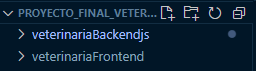 PROYECTO_FINAL_VETER...
veterinariaBackendjs
veterinariaFrontend